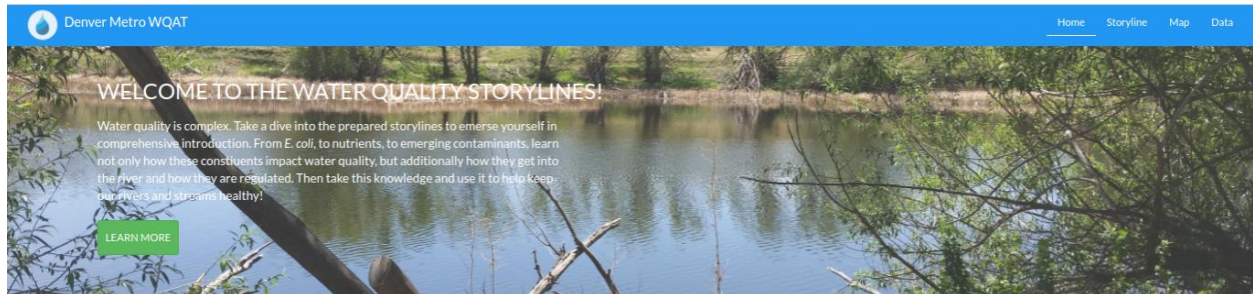 Denver Metro WQAT
Home Storyline Map Data
WELCOME TO THE WATER QUALITY STORYLINES!
Water quality is complex. Take a dive into the prepared storylines to emerse yourself in
comprehensive introduction. From E. coli, to nutrients, to emerging contaminants, learn
not only how these constiuents impact water quality, but additionally how they get into
the river and how they are regulated. Then take this knowledge and use it to help keep
our rivers and streams healthy!
LEARN MORE